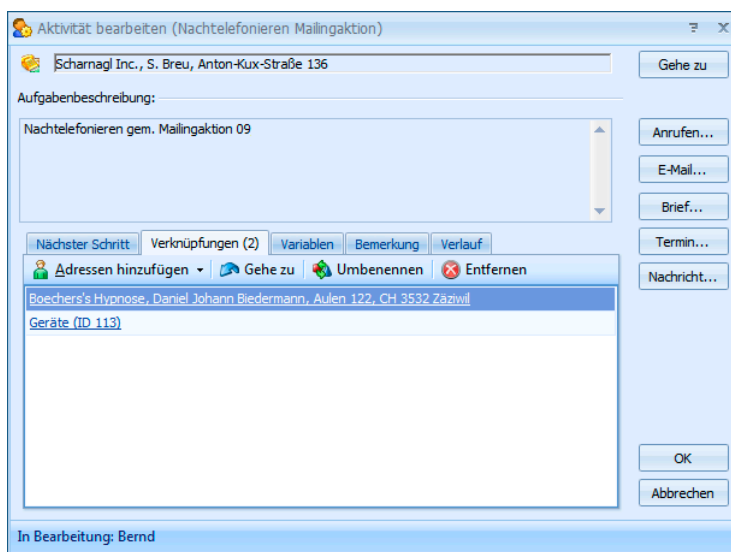 Aktivität bearbeiten (Nachtelefonieren Mailingaktion)
Scharnagl Inc., S. Breu, Anton-Kux-Straße 136
Gehe zu
Aufgabenbeschreibung:
Nachtelefonieren gem. Mailingaktion 09
Anrufen...
E-Mail...
Brief...
Termin...
Nachricht...
Nächster Schritt Verknüpfungen (2) Variablen Bemerkung Verlauf
Adressen hinzufügen Gehe zu Umbenennen Entfernen
Boechers's Hypnose, Daniel Johann Biedermann, Aulen 122, CH 3532 Zäziwil
Geräte (ID 113)
OK
Abbrechen
In Bearbeitung: Bernd